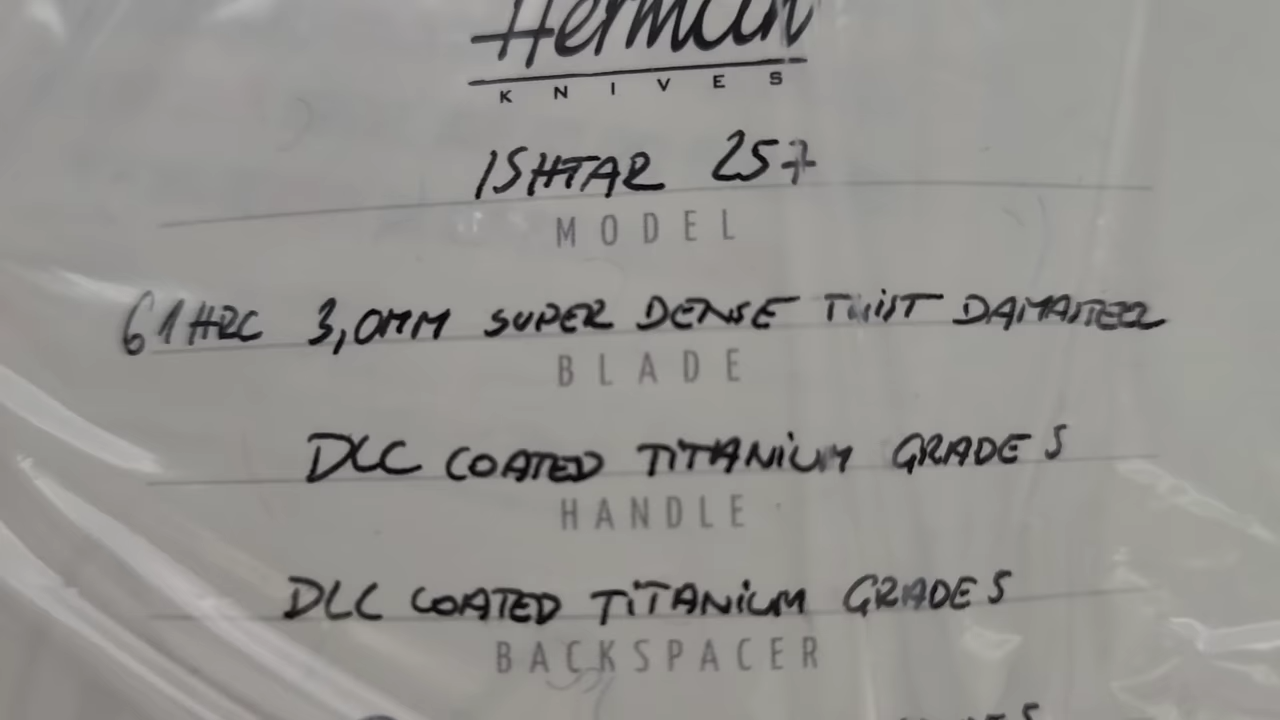 Herman
KNIVES
ISHTAR 257
MODEL
61HRC 3,0MM SUPER DENSE TWIST DAMASTEEL
BLADE
DLC COATED TITANIUM GRADE 5
HANDLE
DLC COATED TITANIUM GRADE 5
BACKSPACER